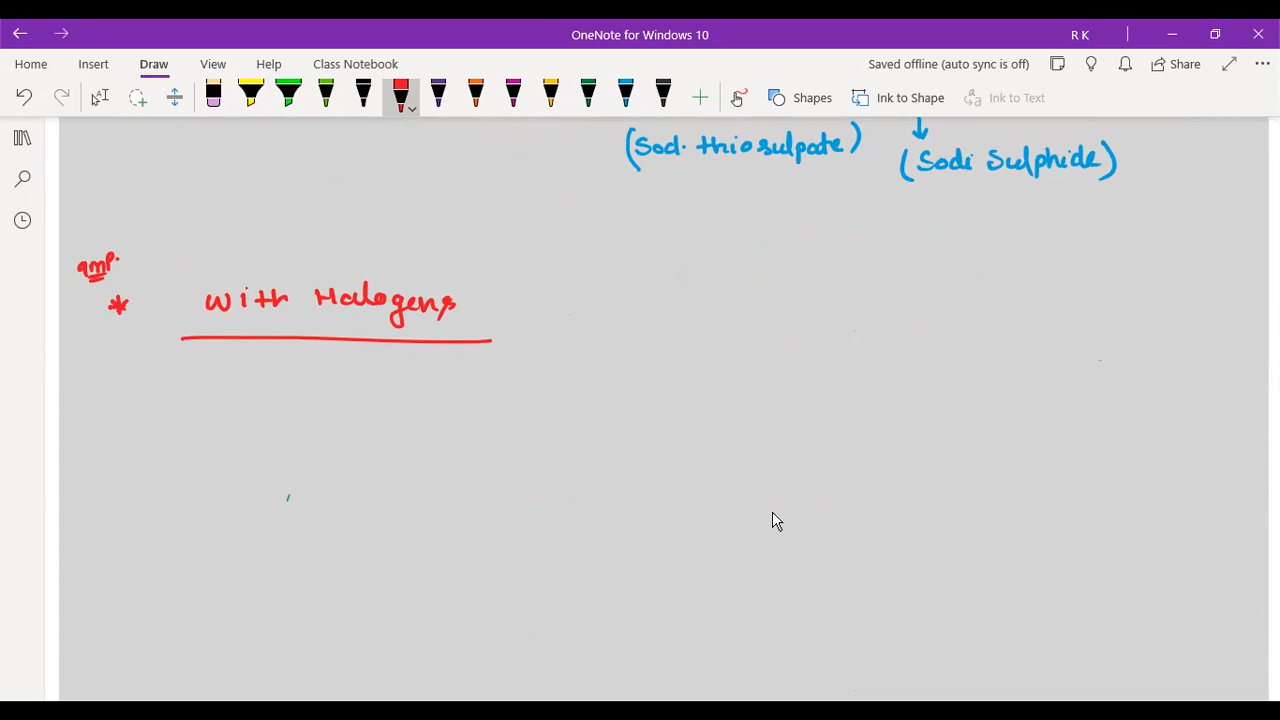 OneNote for Windows 10
R K
Home Insert Draw View Help Class Notebook
Saved offline (auto sync is off)
Share
Shapes
Ink to Shape
Ink to Text
(Sod. thiosulpate)
(Sodi Sulphide)
imp.
* with Halogens